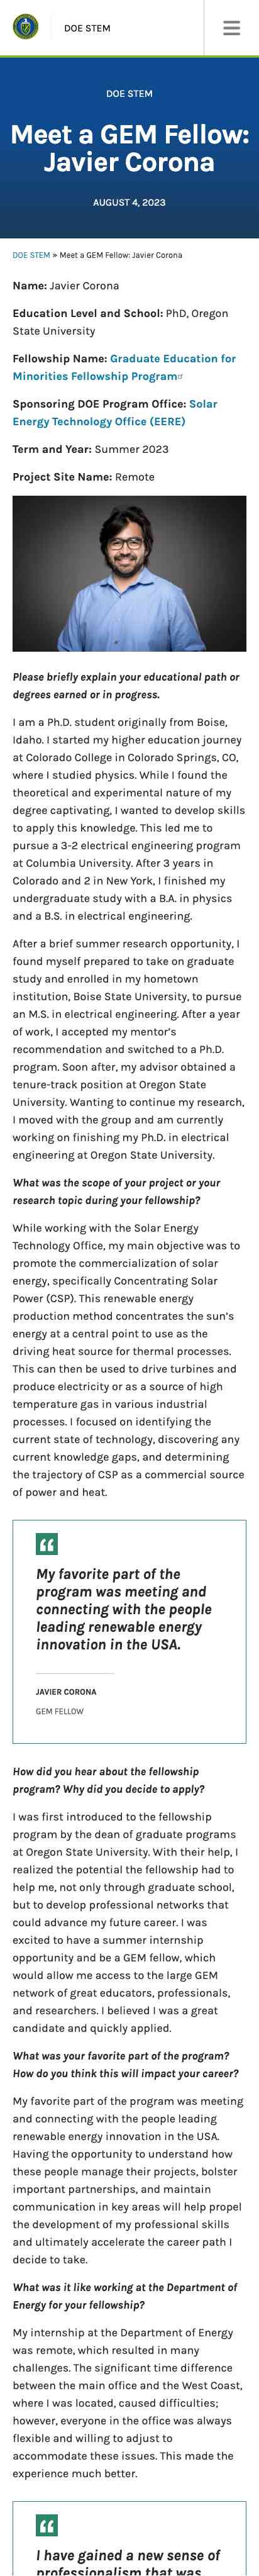 DOE STEM
DOE STEM
Meet a GEM Fellow:
Javier Corona
AUGUST 4, 2023
DOE STEM » Meet a GEM Fellow: Javier Corona
Name: Javier Corona
Education Level and School: PhD, Oregon
State University
Fellowship Name: Graduate Education for
Minorities Fellowship Program
Sponsoring DOE Program Office: Solar
Energy Technology Office (EERE)
Term and Year: Summer 2023
Project Site Name: Remote
Please briefly explain your educational path or
degrees earned or in progress.
I am a Ph.D. student originally from Boise,
Idaho. I started my higher education journey
at Colorado College in Colorado Springs, CO,
where I studied physics. While I found the
theoretical and experimental nature of my
degree captivating, I wanted to develop skills
to apply this knowledge. This led me to
pursue a 3-2 electrical engineering program
at Columbia University. After 3 years in
Colorado and 2 in New York, I finished my
undergraduate study with a B.A. in physics
and a B.S. in electrical engineering.
After a brief summer research opportunity, I
found myself prepared to take on graduate
study and enrolled in my hometown
institution, Boise State University, to pursue
an M.S. in electrical engineering. After a year
of work, I accepted my mentor's
recommendation and switched to a Ph.D.
program. Soon after, my advisor obtained a
tenure-track position at Oregon State
University. Wanting to continue my research,
I moved with the group and am currently
working on finishing my Ph.D. in electrical
engineering at Oregon State University.
What was the scope of your project or your
research topic during your fellowship?
While working with the Solar Energy
Technology Office, my main objective was to
promote the commercialization of solar
energy, specifically Concentrating Solar
Power (CSP). This renewable energy
production method concentrates the sun's
energy at a central point to use as the
driving heat source for thermal processes.
This can then be used to drive turbines and
produce electricity or as a source of high
temperature gas in various industrial
processes. I focused on identifying the
current state of technology, discovering any
current knowledge gaps, and determining
the trajectory of CSP as a commercial source
of power and heat.
My favorite part of the
program was meeting and
connecting with the people
leading renewable energy
innovation in the USA.
JAVIER CORONA
GEM FELLOW
How did you hear about the fellowship
program? Why did you decide to apply?
I was first introduced to the fellowship
program by the dean of graduate programs
at Oregon State University. With their help, I
realized the potential the fellowship had to
help me, not only through graduate school,
but to develop professional networks that
could advance my future career. I was
excited to have a summer internship
opportunity and be a GEM fellow, which
would allow me access to the large GEM
network of great educators, professionals,
and researchers. I believed I was a great
candidate and quickly applied.
What was your favorite part of the program?
How do you think this will impact your career?
My favorite part of the program was meeting
and connecting with the people leading
renewable energy innovation in the USA.
Having the opportunity to understand how
these people manage their projects, bolster
important partnerships, and maintain
communication in key areas will help propel
the development of my professional skills
and ultimately accelerate the career path I
decide to take.
What was it like working at the Department of
Energy for your fellowship?
My internship at the Department of Energy
was remote, which resulted in many
challenges. The significant time difference
between the main office and the West Coast,
where I was located, caused difficulties;
however, everyone in the office was always
flexible and willing to adjust to
accommodate these issues. This made the
experience much better.
I have gained a new sense of
professionalism that was